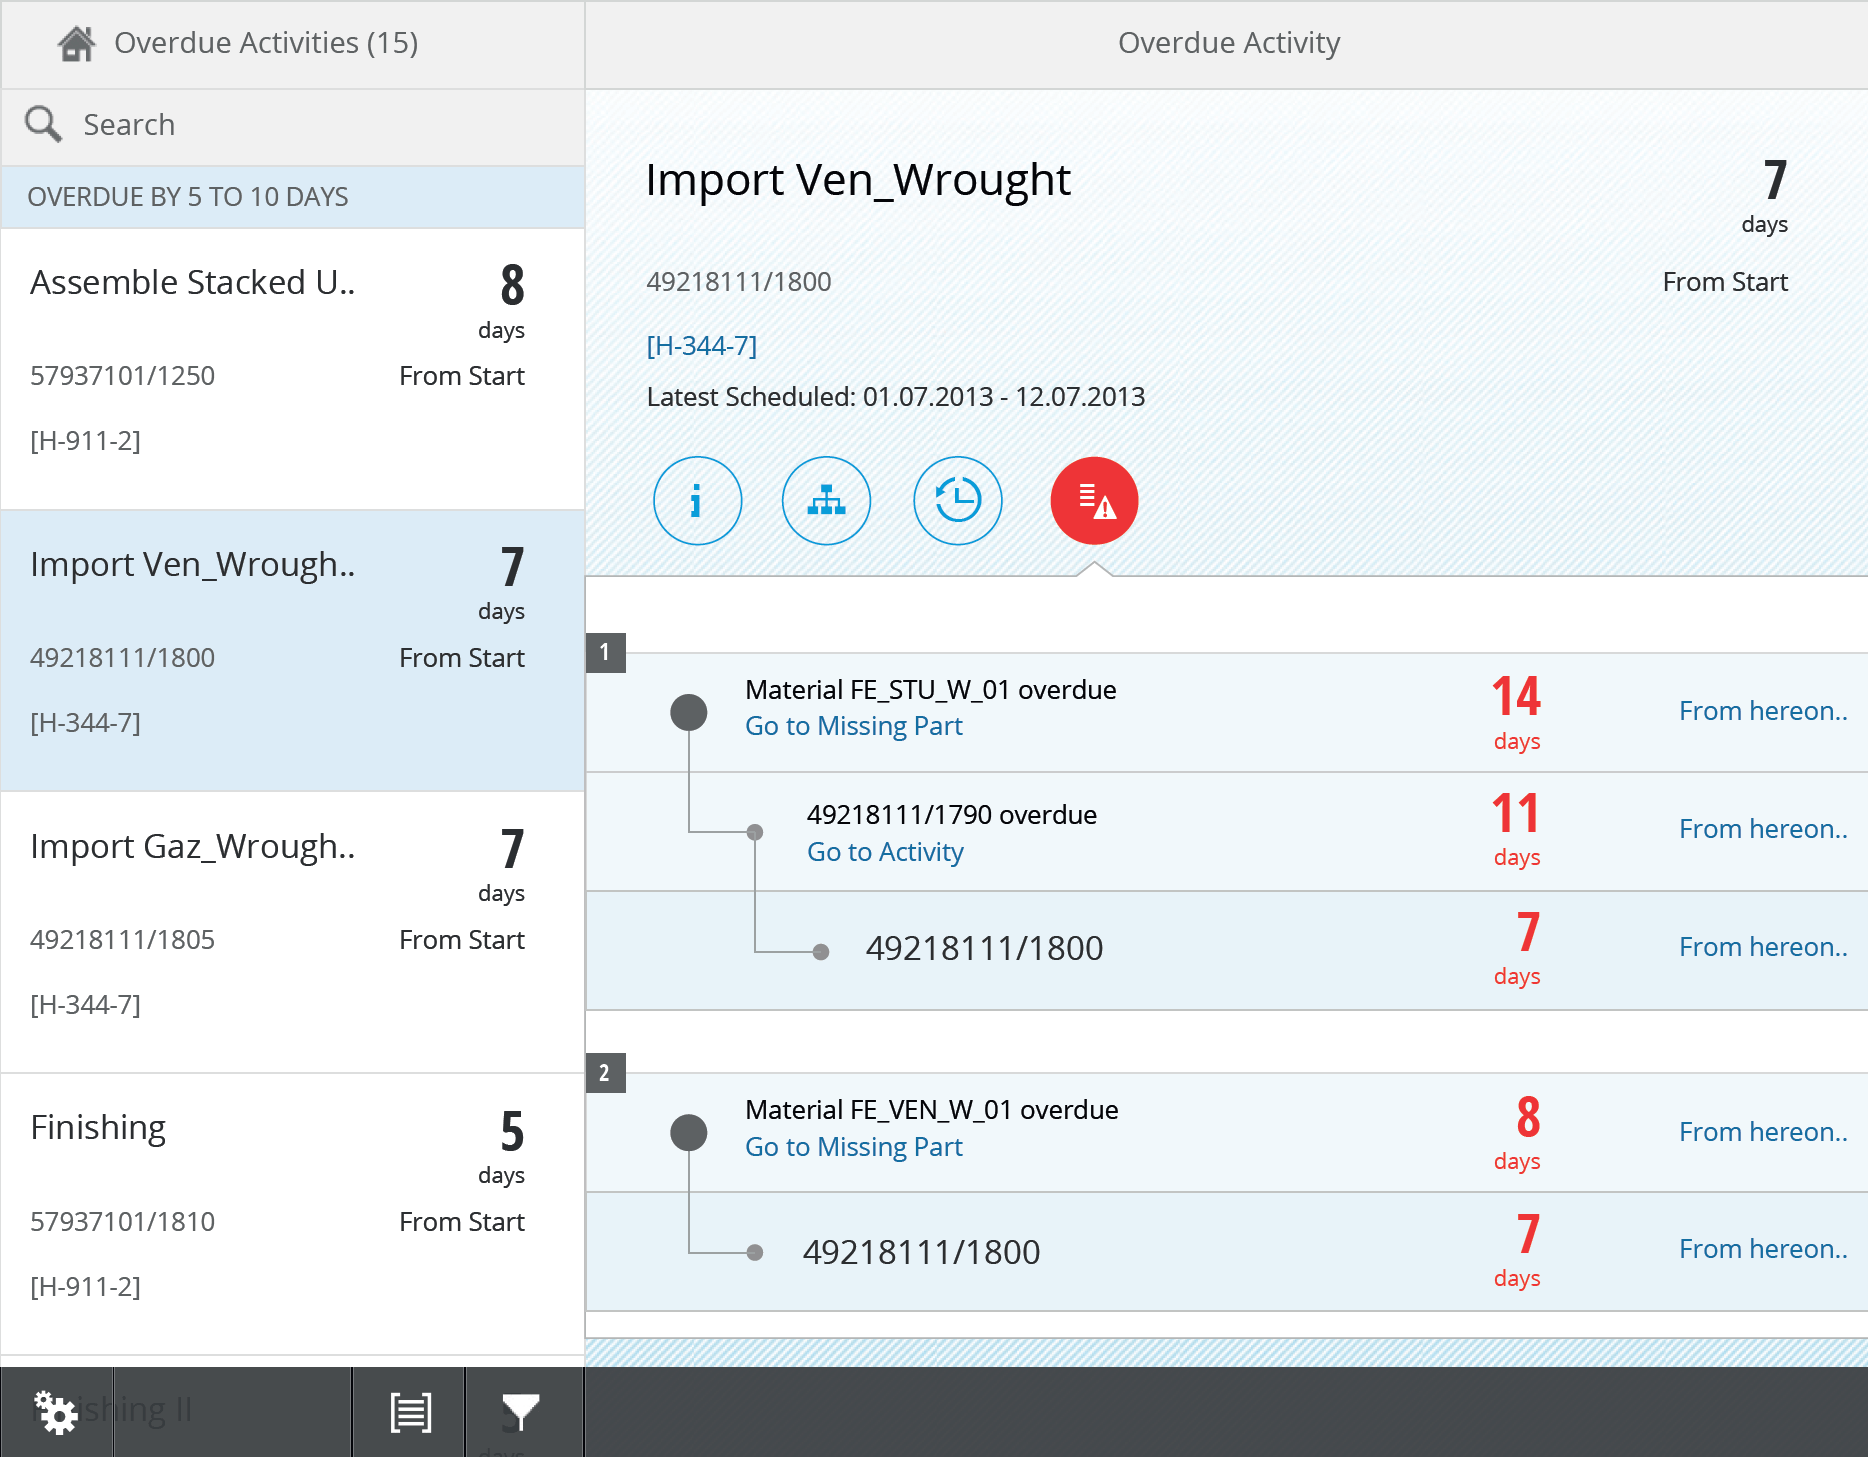 Overdue Activities (15)
Overdue Activity
Search
OVERDUE BY 5 TO 10 DAYS
Assemble Stacked U..
8
days
57937101/1250
From Start
[H-911-2]
Import Ven_Wrough..
7
days
49218111/1800
From Start
[H-344-7]
Import Gaz_Wrough..
7
days
49218111/1805
From Start
[H-344-7]
Finishing
5
days
57937101/1810
From Start
[H-911-2]
Finishing II
5
days
Import Ven_Wrought
7
days
49218111/1800
From Start
[H-344-7]
Latest Scheduled: 01.07.2013 - 12.07.2013
1
Material FE_STU_W_01 overdue
Go to Missing Part
14
days
From hereon..
49218111/1790 overdue
Go to Activity
11
days
From hereon..
49218111/1800
7
days
From hereon..
2
Material FE_VEN_W_01 overdue
Go to Missing Part
8
days
From hereon..
49218111/1800
7
days
From hereon..